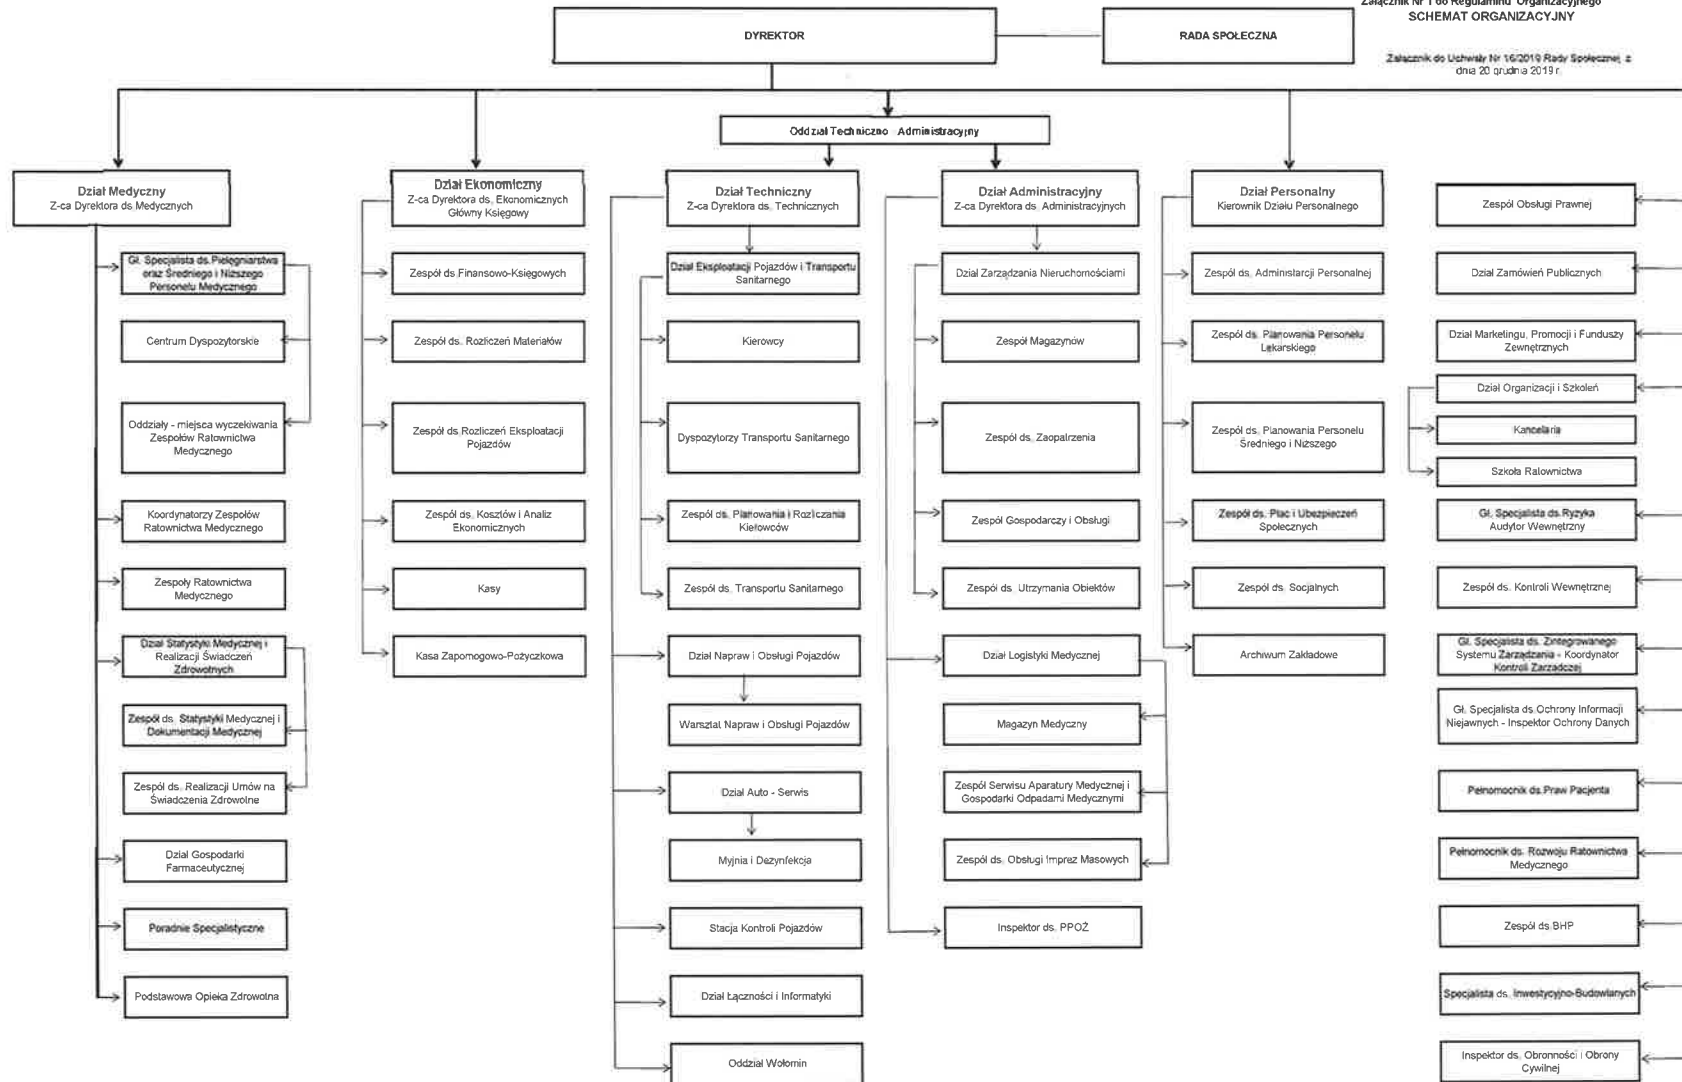 Załącznik Nr 1 do Regulaminu Organizacyjnego
SCHEMAT ORGANIZACYJNY
DYREKTOR
RADA SPOŁECZNA
Załącznik do Uchwały Nr 16/2019 Rady Społecznej z
dnia 20 grudnia 2019 r.
Oddział Techniczno - Administracyjny
Dział Medyczny
Z-ca Dyrektora ds. Medycznych
Gł. Specjalista ds.Pielęgniarstwa
oraz Średniego i Niższego
Personelu Medycznego
Centrum Dyspozytorskie
Oddziały - miejsca wyczekiwania
Zespołów Ratownictwa
Medycznego
Koordynatorzy Zespołów
Ratownictwa Medycznego
Zespoły Ratownictwa
Medycznego
Dział Statystyki Medycznej i
Realizacji Świadczeń
Zdrowotnych
Zespół ds. Statystyki Medycznej i
Dokumentacji Medycznej
Zespół ds. Realizacji Umów na
Świadczenia Zdrowotne
Dział Gospodarki
Farmaceutycznej
Poradnie Specjalistyczne
Podstawowa Opieka Zdrowotna
Dział Ekonomiczny
Z-ca Dyrektora ds. Ekonomicznych
Główny Księgowy
Zespół ds.Finansowo-Księgowych
Zespół ds. Rozliczeń Materiałów
Zespół ds.Rozliczeń Eksploatacji
Pojazdów
Zespół ds. Kosztów i Analiz
Ekonomicznych
Kasy
Kasa Zapomogowo-Pożyczkowa
Dział Techniczny
Z-ca Dyrektora ds. Technicznych
Dział Eksploatacji Pojazdów i Transportu
Sanitarnego
Kierowcy
Dyspozytorzy Transportu Sanitarnego
Zespół ds. Planowania i Rozliczania
Kierowców
Zespół ds. Transportu Sanitarnego
Dział Napraw i Obsługi Pojazdów
Warsztat Napraw i Obsługi Pojazdów
Dział Auto - Serwis
Myjnia i Dezynfekcja
Stacja Kontroli Pojazdów
Dział Łączności i Informatyki
Oddział Wołomin
Dział Administracyjny
Z-ca Dyrektora ds. Administracyjnych
Dział Zarządzania Nieruchomościami
Zespół Magazynów
Zespół ds. Zaopatrzenia
Zespół Gospodarczy i Obsługi
Zespół ds. Utrzymania Obiektów
Dział Logistyki Medycznej
Magazyn Medyczny
Zespół Serwisu Aparatury Medycznej i
Gospodarki Odpadami Medycznymi
Zespół ds. Obsługi Imprez Masowych
Inspektor ds. PPOŻ
Dział Personalny
Kierownik Działu Personalnego
Zespół ds. Administarcji Personalnej
Zespół ds. Planowania Personelu
Lekarskiego
Zespół ds. Planowania Personelu
Średniego i Niższego
Zespół ds. Płac i Ubezpieczeń
Społecznych
Zespół ds. Socjalnych
Archiwum Zakładowe
Zespół Obsługi Prawnej
Dział Zamówień Publicznych
Dział Marketingu, Promocji i Funduszy
Zewnętrznych
Dział Organizacji i Szkoleń
Kancelaria
Szkoła Ratownictwa
Gł. Specjalista ds.Ryzyka
Audytor Wewnętrzny
Zespół ds. Kontroli Wewnętrznej
Gł. Specjalista ds. Zintegrowanego
Systemu Zarządzania - Koordynator
Kontroli Zarządczej
Gł. Specjalista ds.Ochrony Informacji
Niejawnych - Inspektor Ochrony Danych
Pełnomocnik ds.Praw Pacjenta
Pełnomocnik ds. Rozwoju Ratownictwa
Medycznego
Zespół ds.BHP
Specjalista ds. Inwestycyjno-Budowlanych
Inspektor ds. Obronności i Obrony
Cywilnej